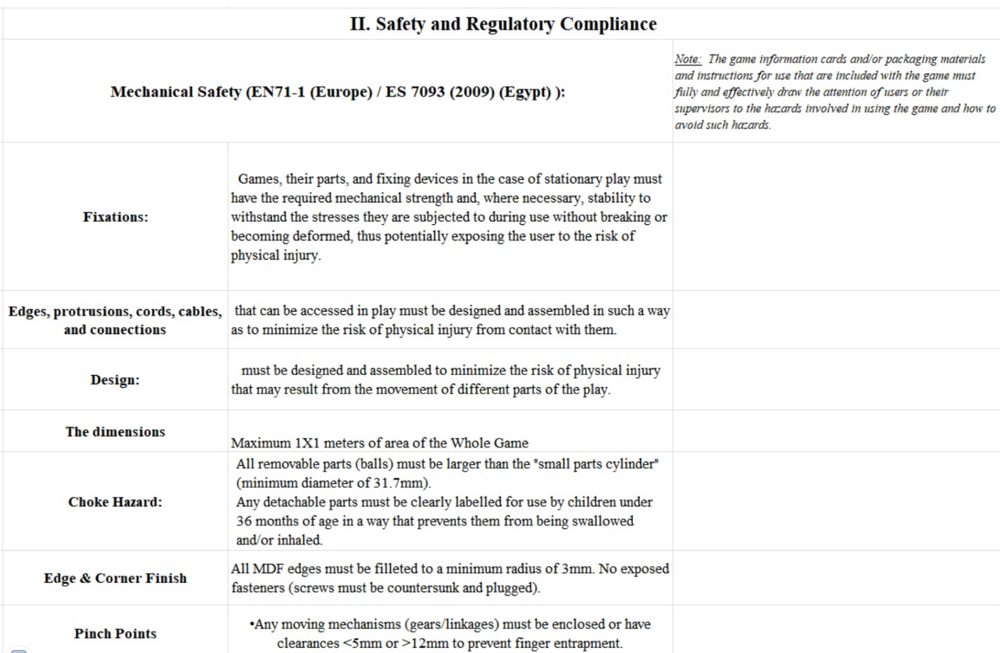 II. Safety and Regulatory Compliance
Mechanical Safety (EN71-1 (Europe) / ES 7093 (2009) (Egypt) ):
Note:  The game information cards and/or packaging materials
and instructions for use that are included with the game must
fully and effectively draw the attention of users or their
supervisors to the hazards involved in using the game and how to
avoid such hazards.
Fixations:
Games, their parts, and fixing devices in the case of stationary play must
have the required mechanical strength and, where necessary, stability to
withstand the stresses they are subjected to during use without breaking or
becoming deformed, thus potentially exposing the user to the risk of
physical injury.
Edges, protrusions, cords, cables,
and connections
that can be accessed in play must be designed and assembled in such a way
as to minimize the risk of physical injury from contact with them.
Design:
must be designed and assembled to minimize the risk of physical injury
that may result from the movement of different parts of the play.
The dimensions
Maximum 1X1 meters of area of the Whole Game
Choke Hazard:
All removable parts (balls) must be larger than the "small parts cylinder"
(minimum diameter of 31.7mm).
Any detachable parts must be clearly labelled for use by children under
36 months of age in a way that prevents them from being swallowed
and/or inhaled.
Edge & Corner Finish
All MDF edges must be filleted to a minimum radius of 3mm. No exposed
fasteners (screws must be countersunk and plugged).
Pinch Points
•Any moving mechanisms (gears/linkages) must be enclosed or have
clearances <5mm or >12mm to prevent finger entrapment.